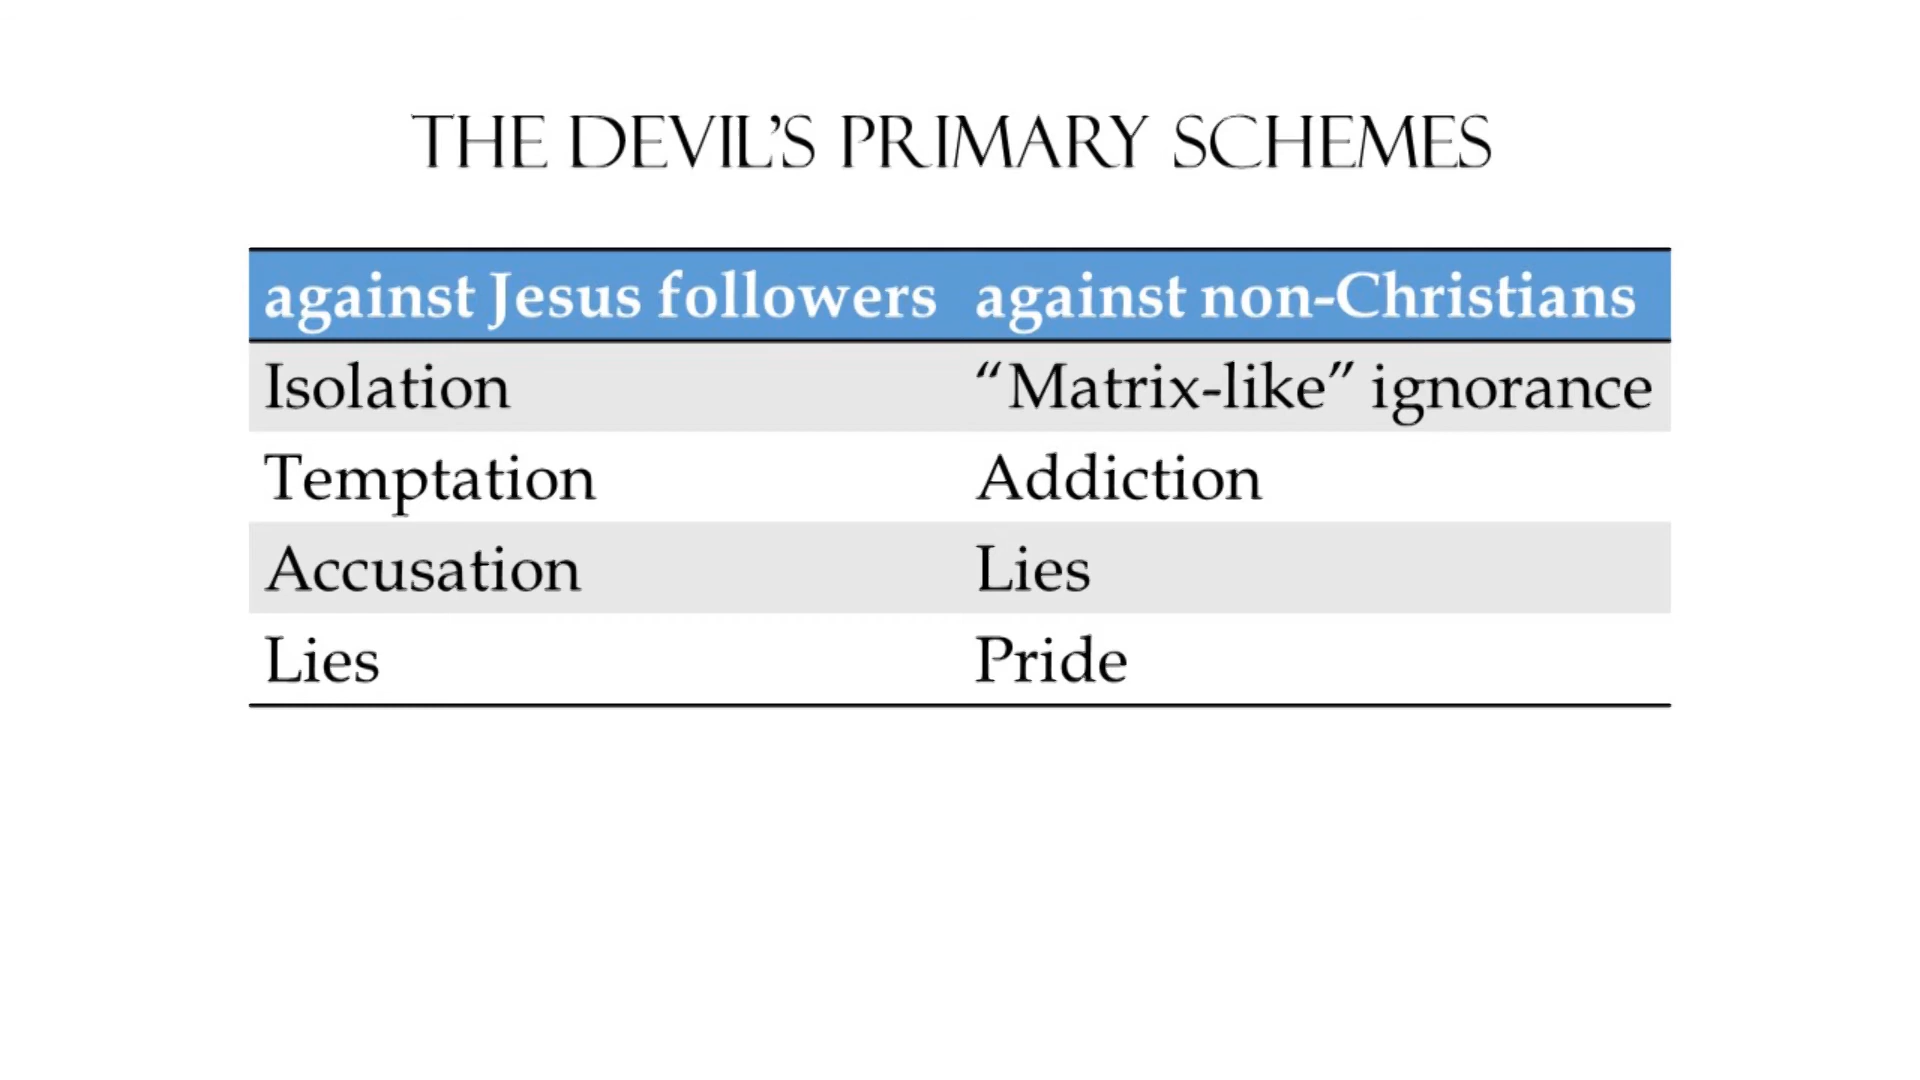 THE DEVIL'S PRIMARY SCHEMES
against Jesus followers against non-Christians
Isolation “Matrix-like” ignorance
Temptation Addiction
Accusation Lies
Lies Pride